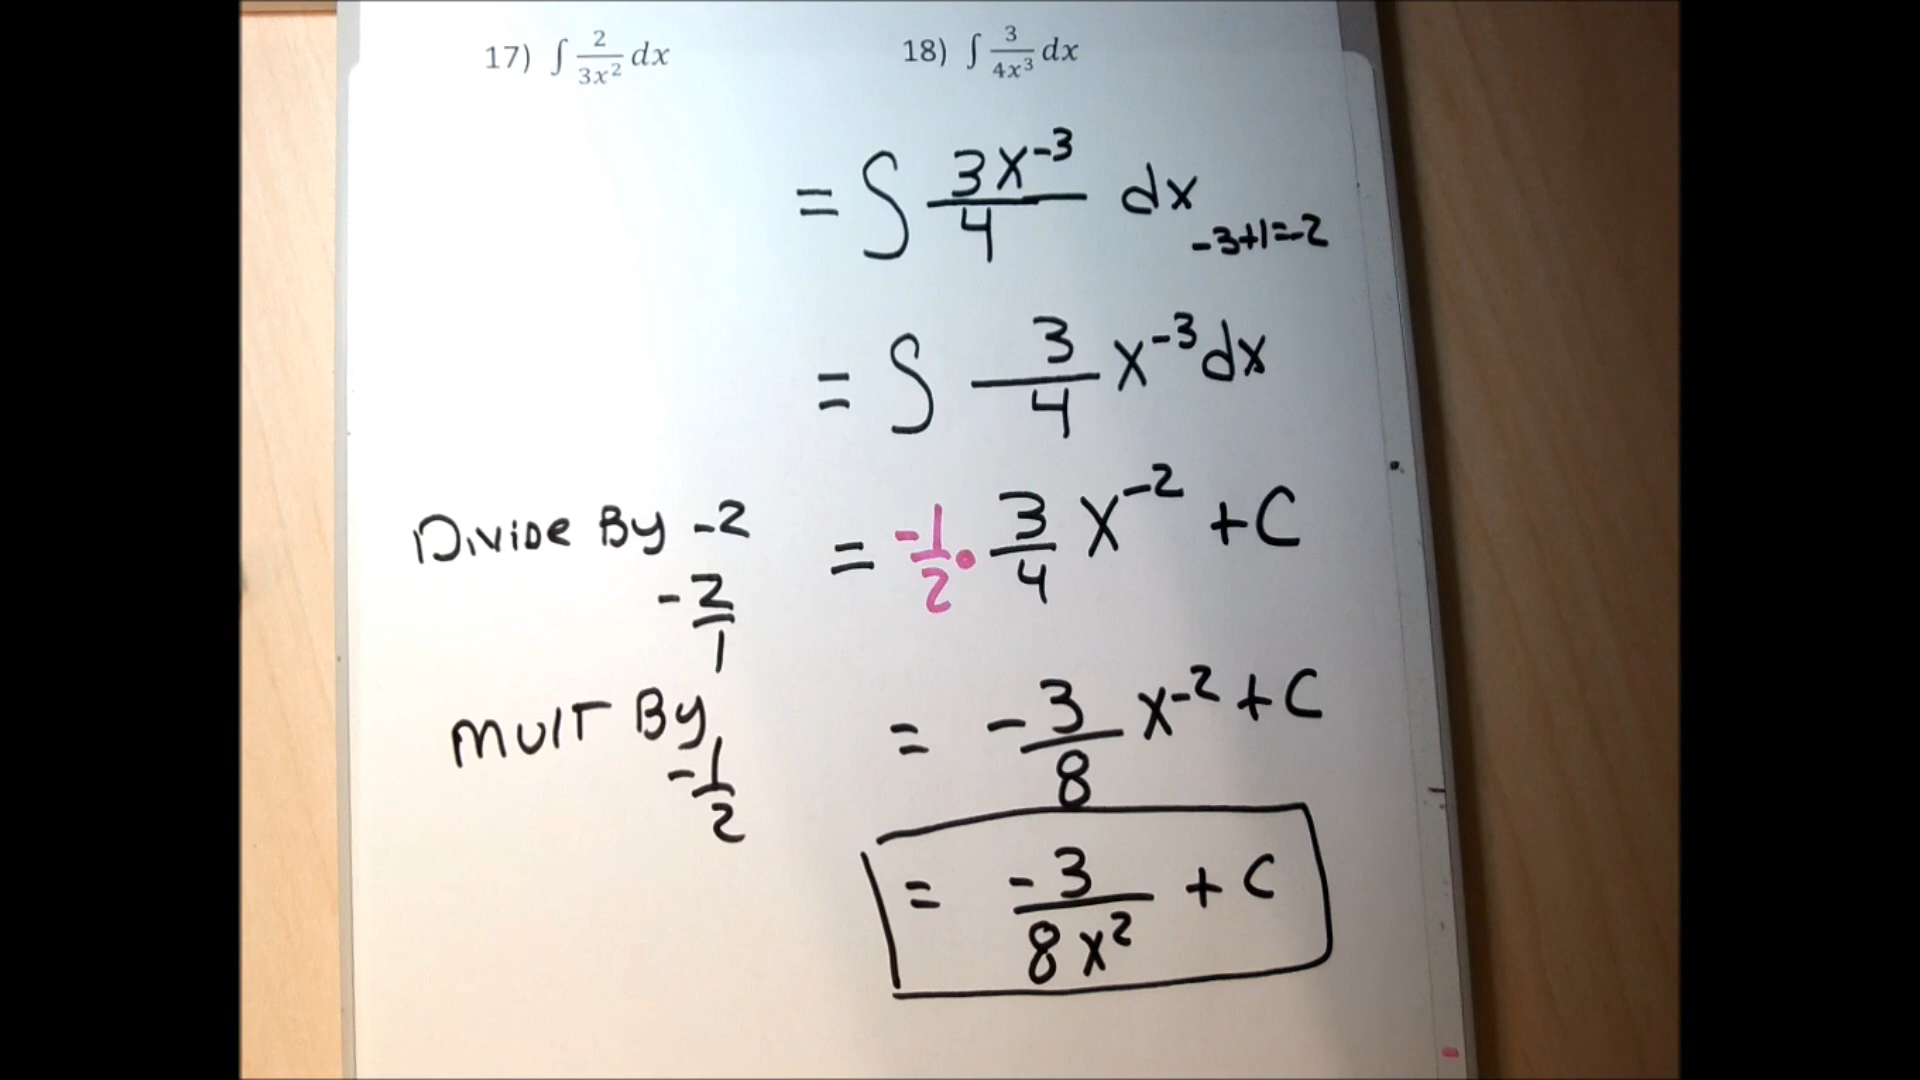 17) ∫ 2/3x² dx
18) ∫ 3/4x³ dx
= ∫ 3x⁻³/4 dx
-3+1=-2
= ∫ 3/4 x⁻³ dx
Divide By -2
-2/1
= -1/2 · 3/4 x⁻² + C
Mult By
-1/2
= -3/8 x⁻² + C
= -3/8x² + C